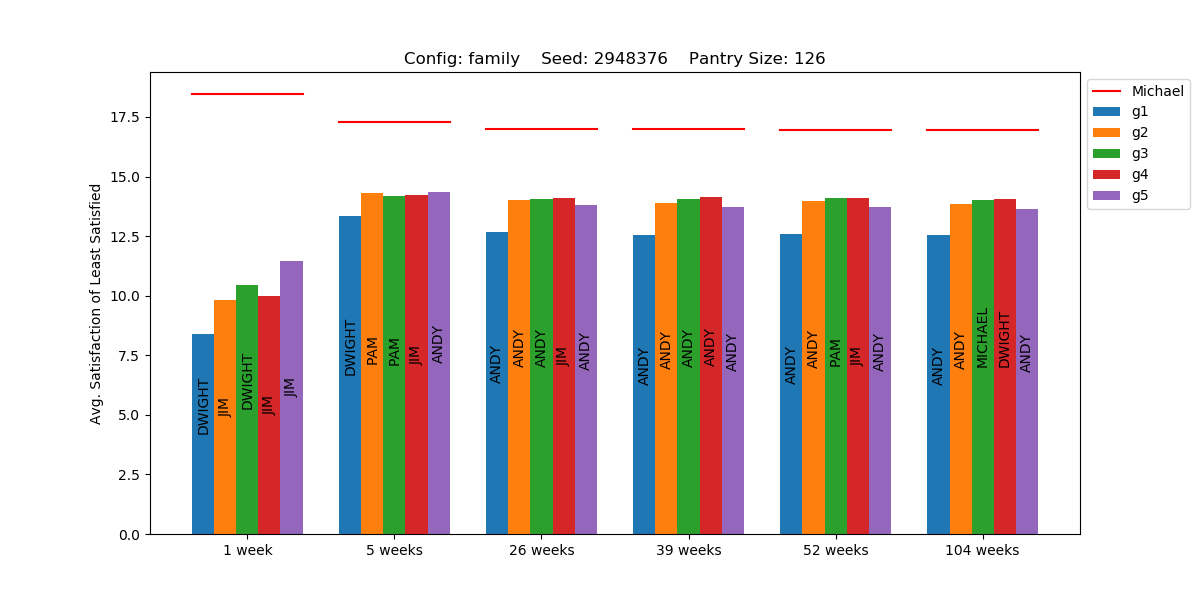 Config: family    Seed: 2948376    Pantry Size: 126
Avg. Satisfaction of Least Satisfied
17.5
15.0
12.5
10.0
7.5
5.0
2.5
0.0
DWIGHT JIM DWIGHT JIM JIM
DWIGHT PAM PAM JIM ANDY
ANDY ANDY ANDY JIM ANDY
ANDY ANDY ANDY ANDY ANDY
ANDY ANDY PAM JIM ANDY
ANDY ANDY MICHAEL DWIGHT ANDY
1 week 5 weeks 26 weeks 39 weeks 52 weeks 104 weeks
Michael
g1
g2
g3
g4
g5